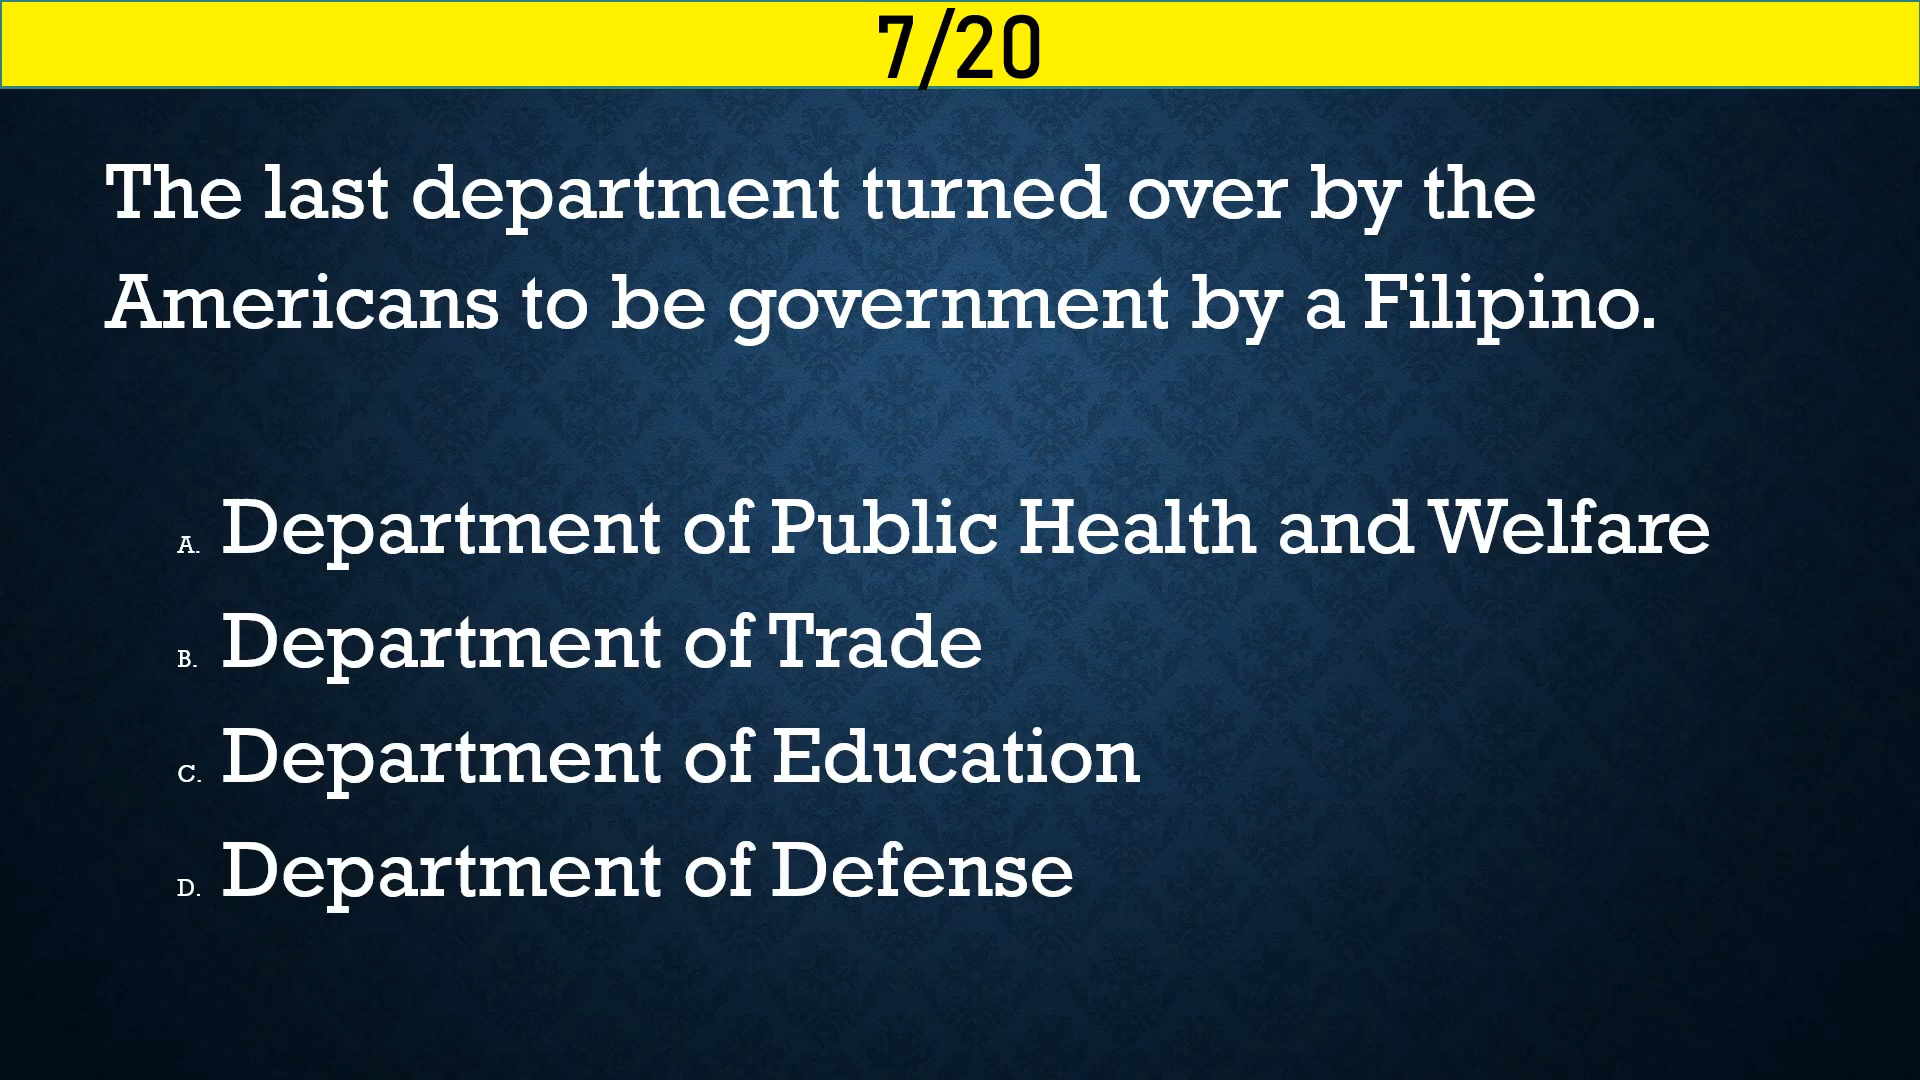 7/20
The last department turned over by the
Americans to be government by a Filipino.
A. Department of Public Health and Welfare
B. Department of Trade
C. Department of Education
D. Department of Defense